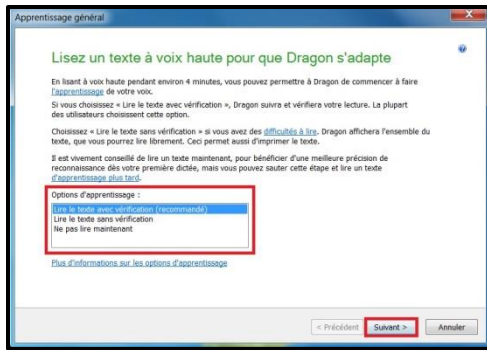 Apprentissage général
Lisez un texte à voix haute pour que Dragon s'adapte
En lisant à voix haute pendant environ 4 minutes, vous pouvez permettre à Dragon de commencer à faire
l'apprentissage de votre voix.
Si vous choisissez « Lire le texte avec vérification », Dragon suivra et vérifiera votre lecture. La plupart
des utilisateurs choisissent cette option.
Choisissez « Lire le texte sans vérification » si vous avez des difficultés à lire. Dragon affichera l'ensemble du
texte, que vous pourrez lire librement. Ceci permet aussi d'imprimer le texte.
Il est vivement conseillé de lire un texte maintenant, pour bénéficier d'une meilleure précision de
reconnaissance dès votre première dictée, mais vous pouvez sauter cette étape et lire un texte
d'apprentissage plus tard.
Options d'apprentissage :
Lire le texte avec vérification (recommandé)
Lire le texte sans vérification
Ne pas lire maintenant
Plus d'informations sur les options d'apprentissage
< Précédent Suivant > Annuler